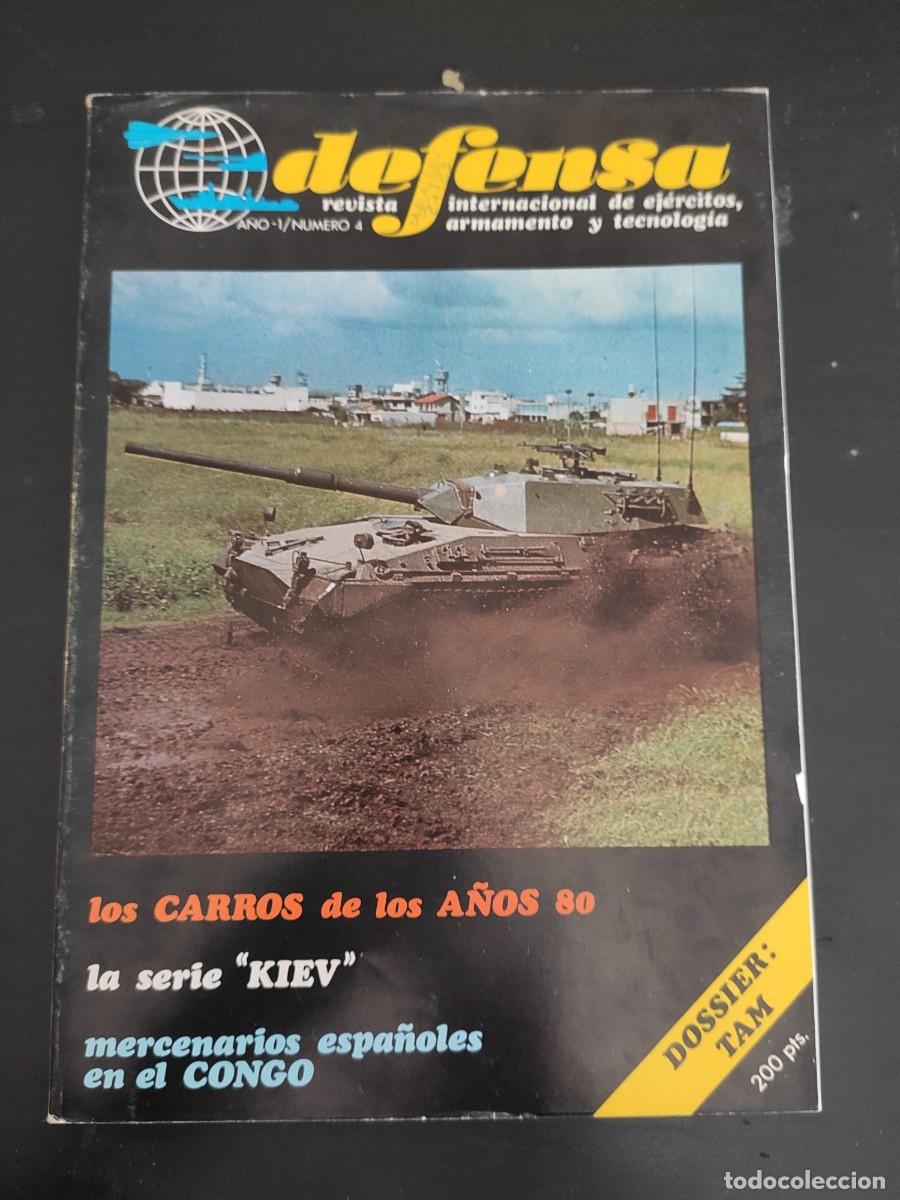 defensa
revista internacional de ejércitos,
AÑO-1/NUMERO 4
armamento y tecnología
los CARROS de los AÑOS 80
la serie "KIEV"
mercenarios españoles
en el CONGO
DOSSIER:
TAM
200 pts.
todocoleccion